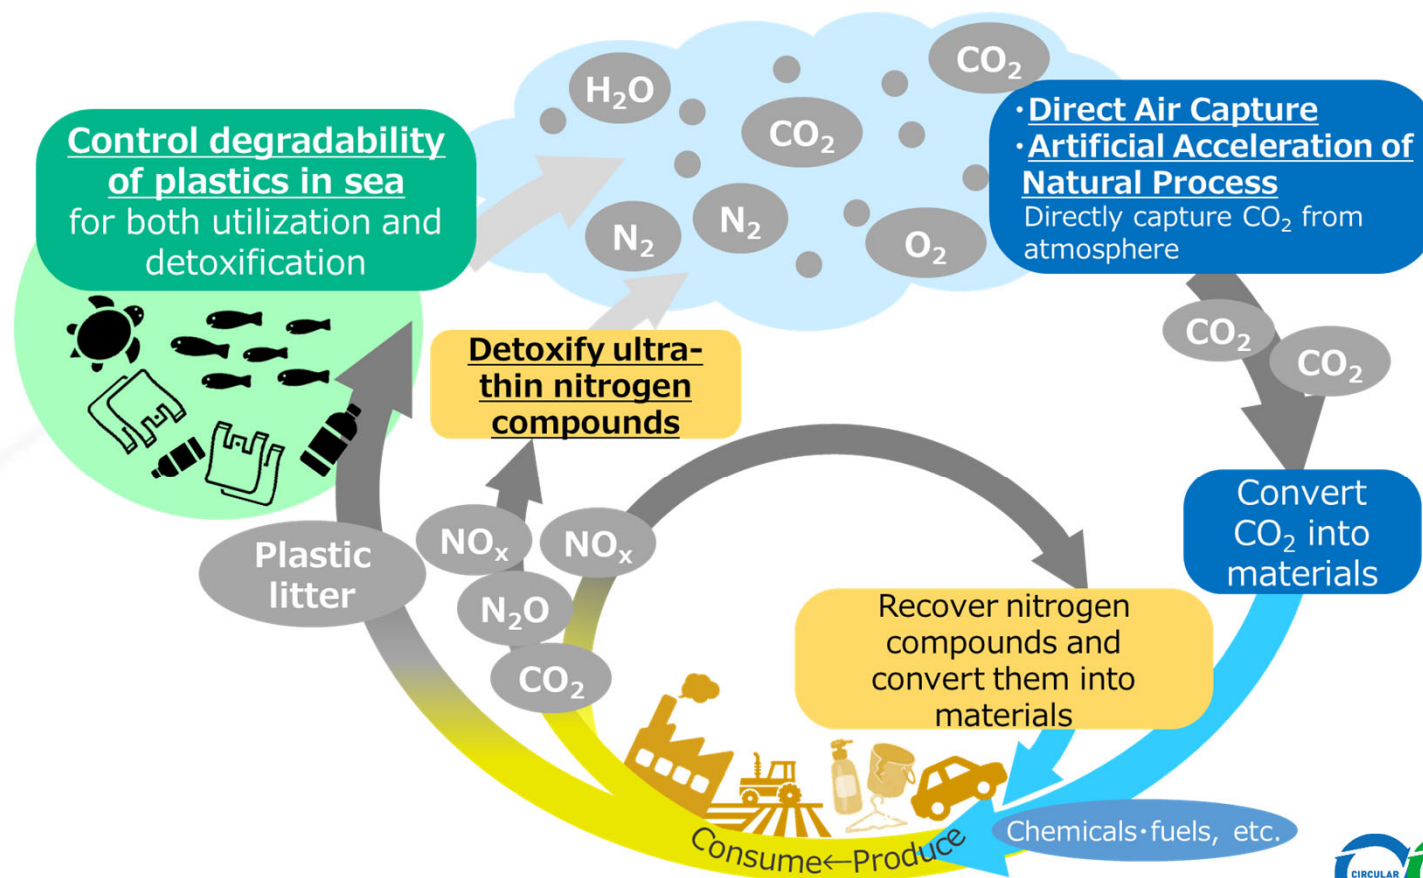 H₂O
CO₂
CO₂
N₂
N₂
O₂
Control degradability
of plastics in sea
for both utilization and
detoxification
・Direct Air Capture
・Artificial Acceleration of
Natural Process
Directly capture CO₂ from
atmosphere
Detoxify ultra-
thin nitrogen
compounds
CO₂
CO₂
Convert
CO₂ into
materials
Plastic
litter
NOₓ
NOₓ
N₂O
CO₂
Recover nitrogen
compounds and
convert them into
materials
Chemicals・fuels, etc.
Consume←Produce
CIRCULAR